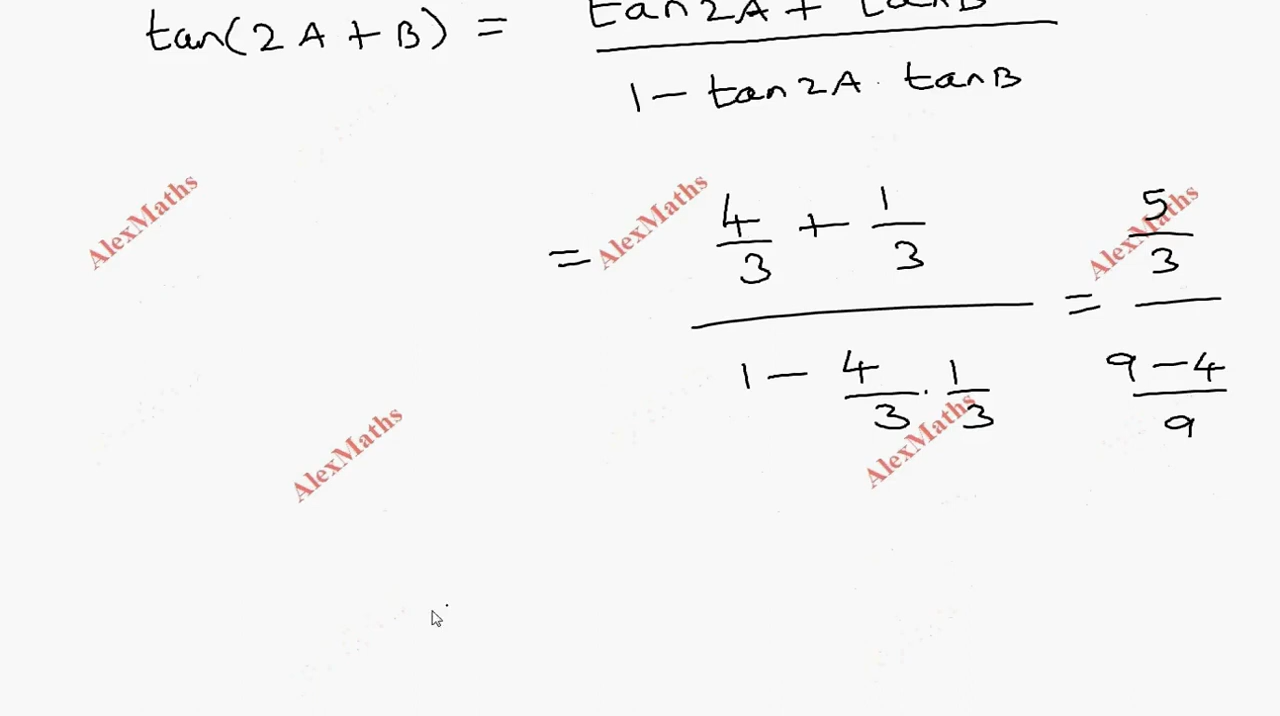 tan(2A + B) = tan2A + tanB
1 - tan2A . tanB
= 4/3 + 1/3 = 5/3
1 - 4/3 . 1/3 9 - 4/9
AlexMaths
AlexMaths
AlexMaths
AlexMaths
AlexMaths